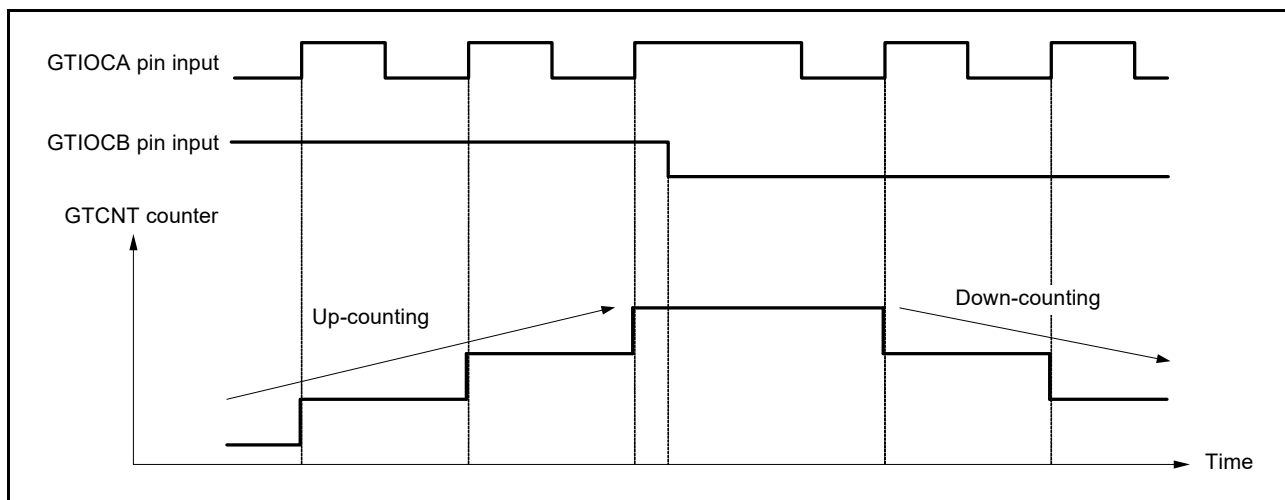 GTIOCA pin input
GTIOCB pin input
GTCNT counter
Up-counting
Down-counting
Time